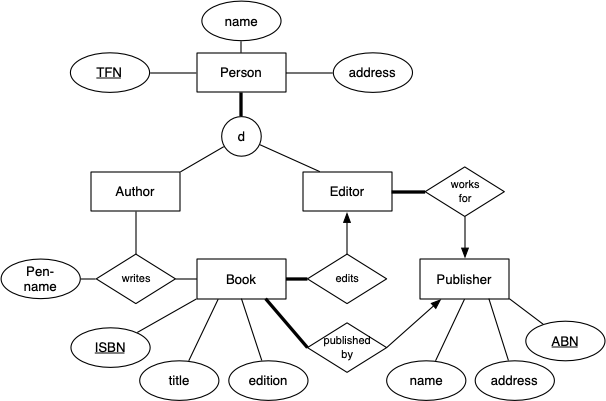 name
TFN
Person
address
d
Author
Editor
works
for
Pen-
name
writes
Book
edits
Publisher
ISBN
published
by
ABN
title
edition
name
address